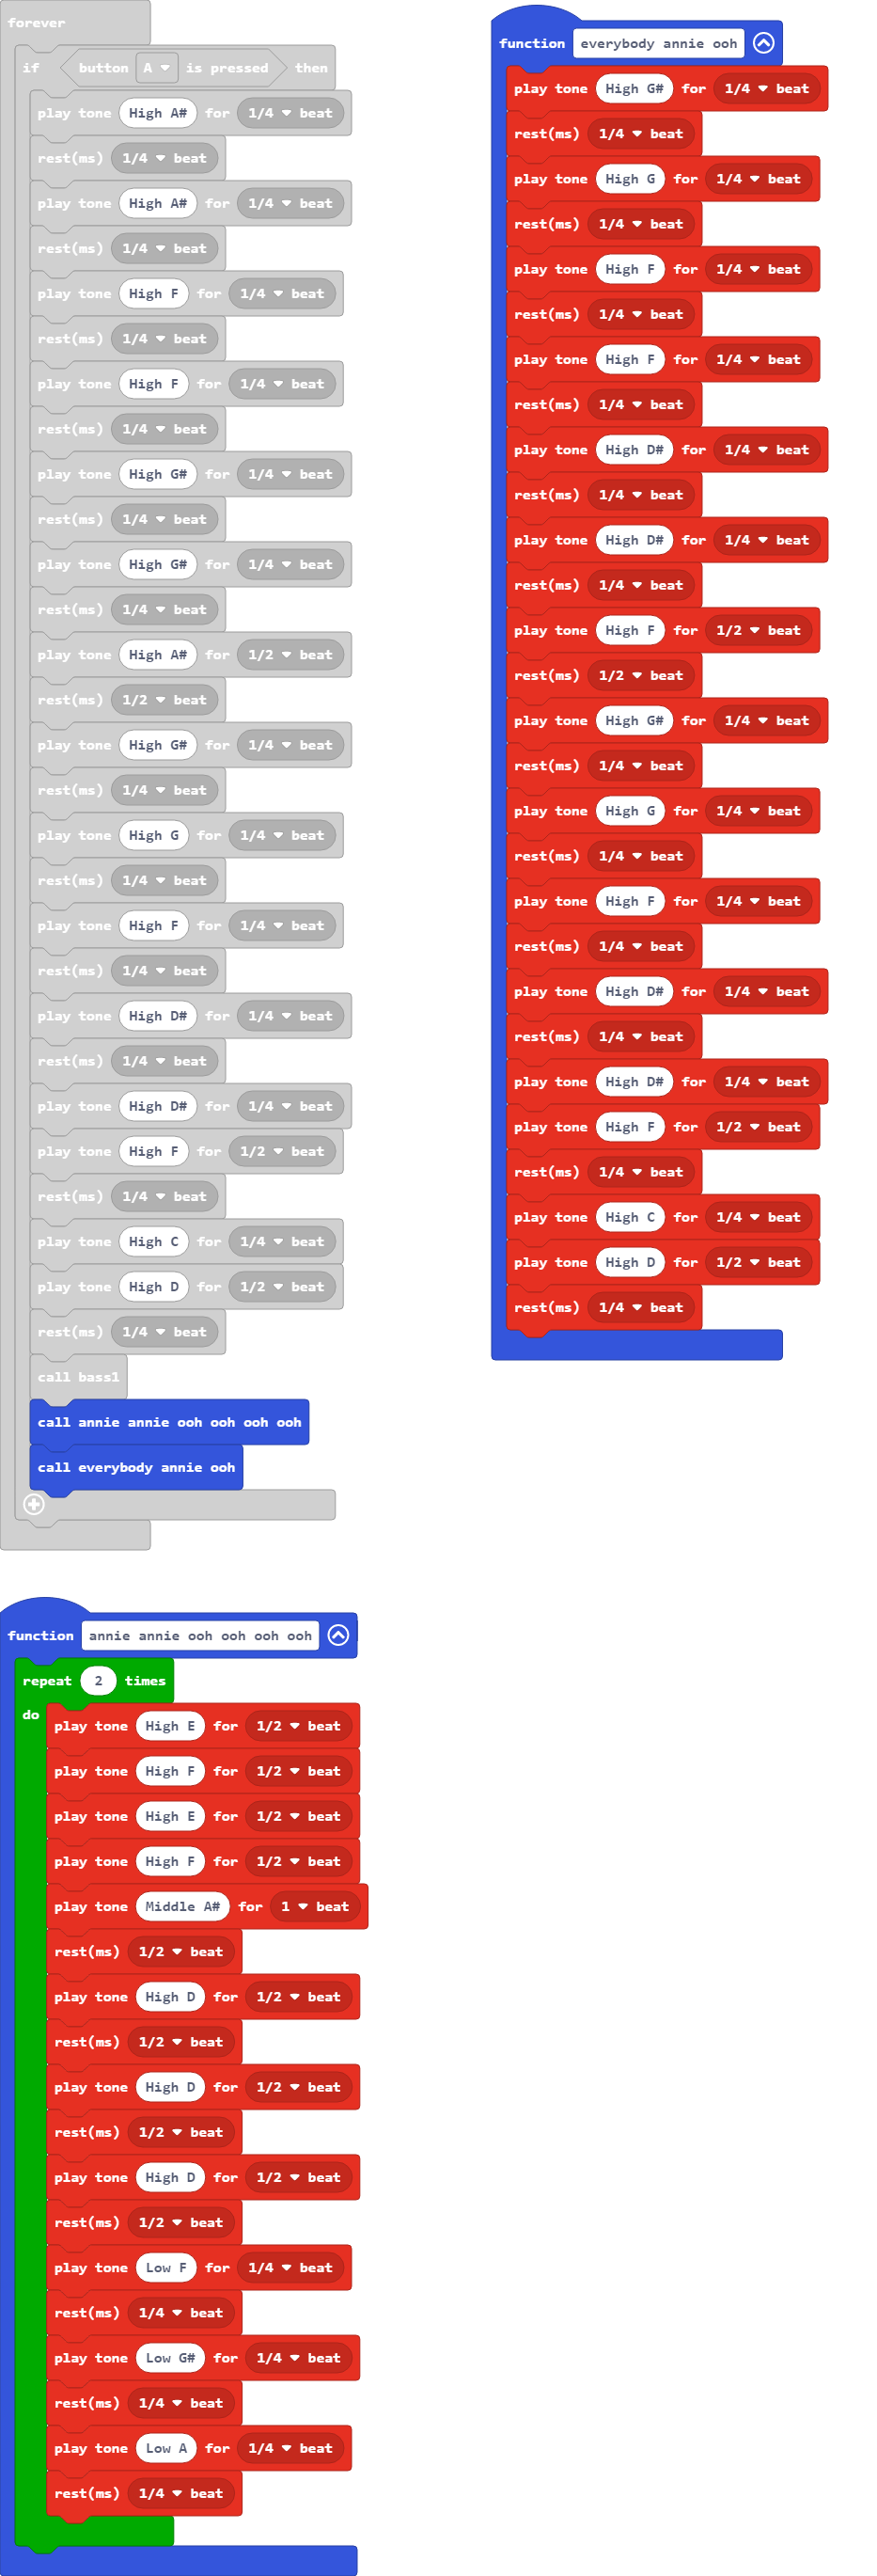 forever
if button A is pressed then
play tone High A# for 1/4 beat
rest(ms) 1/4 beat
play tone High A# for 1/4 beat
rest(ms) 1/4 beat
play tone High F for 1/4 beat
rest(ms) 1/4 beat
play tone High F for 1/4 beat
rest(ms) 1/4 beat
play tone High G# for 1/4 beat
rest(ms) 1/4 beat
play tone High G# for 1/4 beat
rest(ms) 1/4 beat
play tone High A# for 1/2 beat
rest(ms) 1/2 beat
play tone High G# for 1/4 beat
rest(ms) 1/4 beat
play tone High G for 1/4 beat
rest(ms) 1/4 beat
play tone High F for 1/4 beat
rest(ms) 1/4 beat
play tone High D# for 1/4 beat
rest(ms) 1/4 beat
play tone High D# for 1/4 beat
play tone High F for 1/2 beat
rest(ms) 1/4 beat
play tone High C for 1/4 beat
play tone High D for 1/2 beat
rest(ms) 1/4 beat
call bass1
call annie annie ooh ooh ooh ooh
call everybody annie ooh
function everybody annie ooh
play tone High G# for 1/4 beat
rest(ms) 1/4 beat
play tone High G for 1/4 beat
rest(ms) 1/4 beat
play tone High F for 1/4 beat
rest(ms) 1/4 beat
play tone High F for 1/4 beat
rest(ms) 1/4 beat
play tone High D# for 1/4 beat
rest(ms) 1/4 beat
play tone High D# for 1/4 beat
rest(ms) 1/4 beat
play tone High F for 1/2 beat
rest(ms) 1/2 beat
play tone High G# for 1/4 beat
rest(ms) 1/4 beat
play tone High G for 1/4 beat
rest(ms) 1/4 beat
play tone High F for 1/4 beat
rest(ms) 1/4 beat
play tone High D# for 1/4 beat
rest(ms) 1/4 beat
play tone High D# for 1/4 beat
play tone High F for 1/2 beat
rest(ms) 1/4 beat
play tone High C for 1/4 beat
play tone High D for 1/2 beat
rest(ms) 1/4 beat
function annie annie ooh ooh ooh ooh
repeat 2 times
do
play tone High E for 1/2 beat
play tone High F for 1/2 beat
play tone High E for 1/2 beat
play tone High F for 1/2 beat
play tone Middle A# for 1 beat
rest(ms) 1/2 beat
play tone High D for 1/2 beat
rest(ms) 1/2 beat
play tone High D for 1/2 beat
rest(ms) 1/2 beat
play tone High D for 1/2 beat
rest(ms) 1/2 beat
play tone Low F for 1/4 beat
rest(ms) 1/4 beat
play tone Low G# for 1/4 beat
rest(ms) 1/4 beat
play tone Low A for 1/4 beat
rest(ms) 1/4 beat